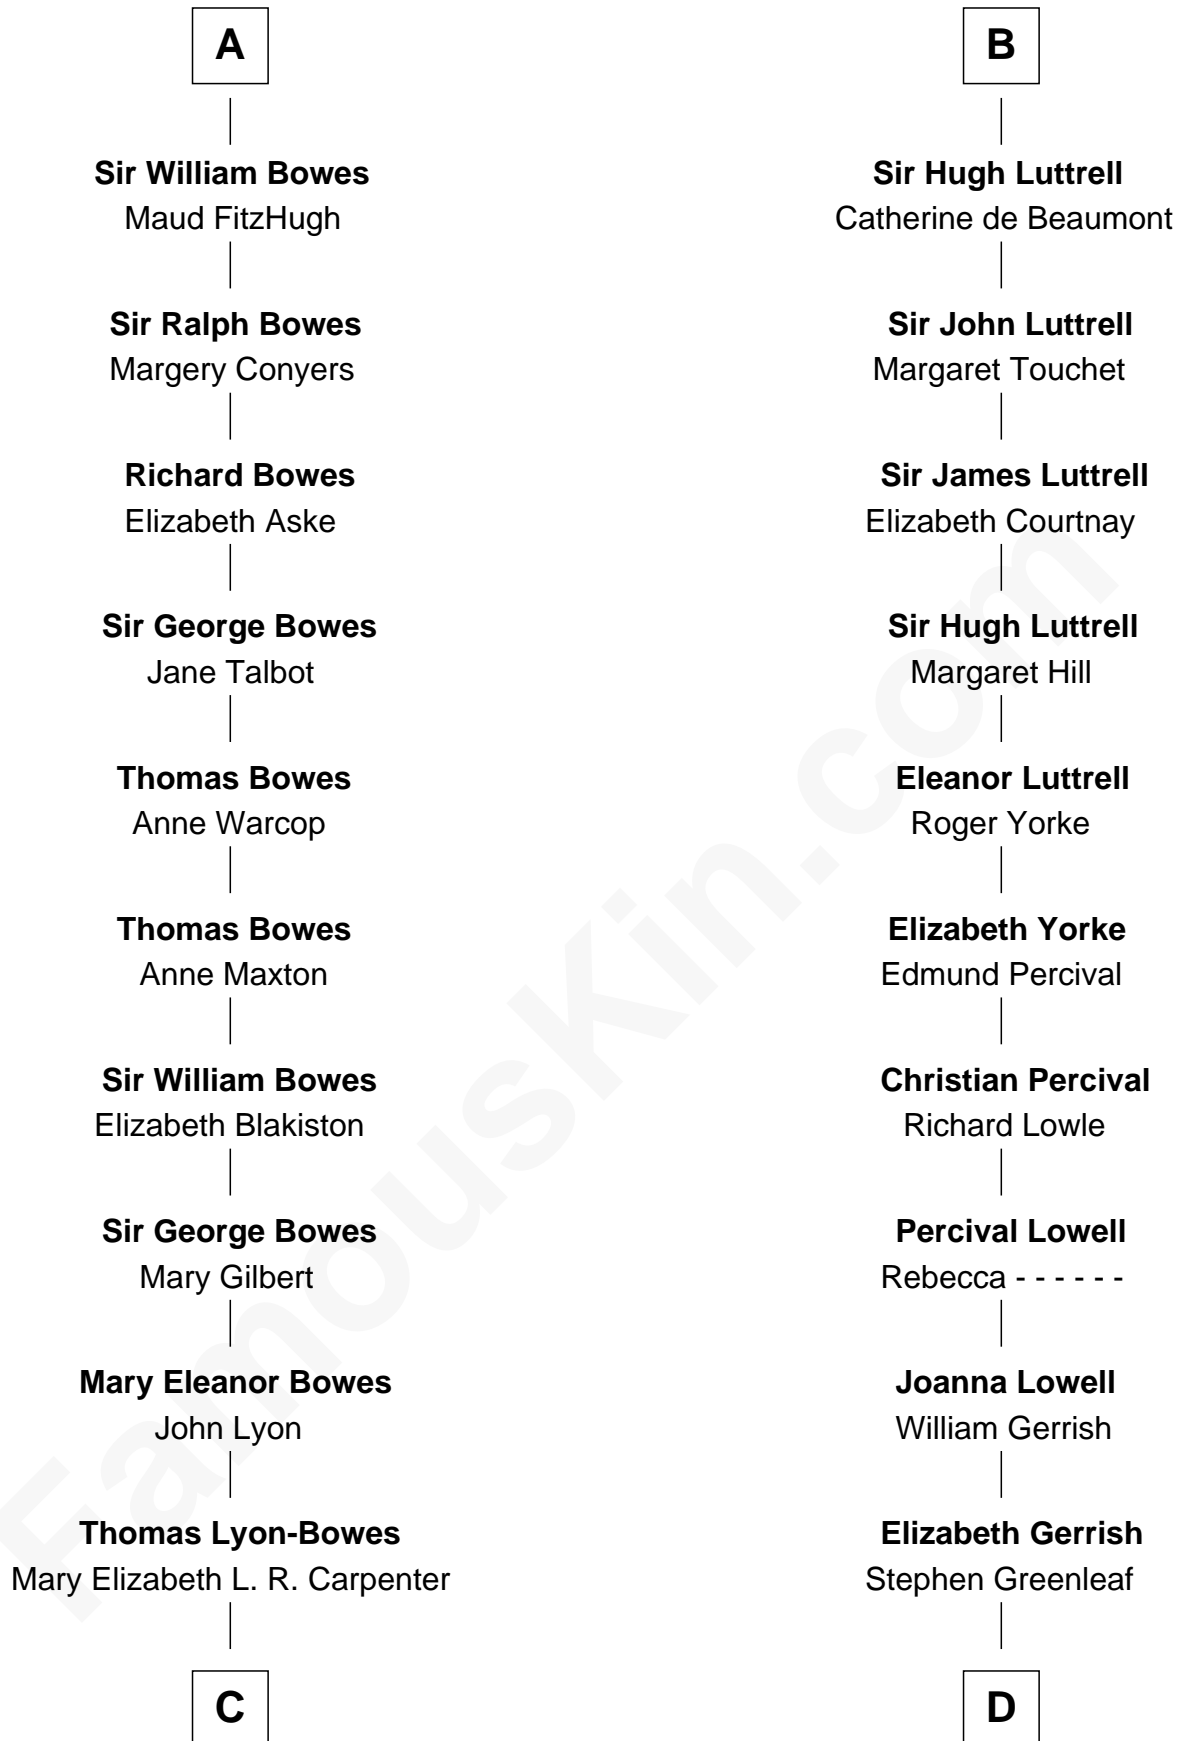 A
Sir William Bowes
Maud FitzHugh
Sir Ralph Bowes
Margery Conyers
Richard Bowes
Elizabeth Aske
Sir George Bowes
Jane Talbot
Thomas Bowes
Anne Warcop
Thomas Bowes
Anne Maxton
Sir William Bowes
Elizabeth Blakiston
Sir George Bowes
Mary Gilbert
Mary Eleanor Bowes
John Lyon
Thomas Lyon-Bowes
Mary Elizabeth L. R. Carpenter
C
B
Sir Hugh Luttrell
Catherine de Beaumont
Sir John Luttrell
Margaret Touchet
Sir James Luttrell
Elizabeth Courtnay
Sir Hugh Luttrell
Margaret Hill
Eleanor Luttrell
Roger Yorke
Elizabeth Yorke
Edmund Percival
Christian Percival
Richard Lowle
Percival Lowell
Rebecca - - - - - -
Joanna Lowell
William Gerrish
Elizabeth Gerrish
Stephen Greenleaf
D
FamousKin.com